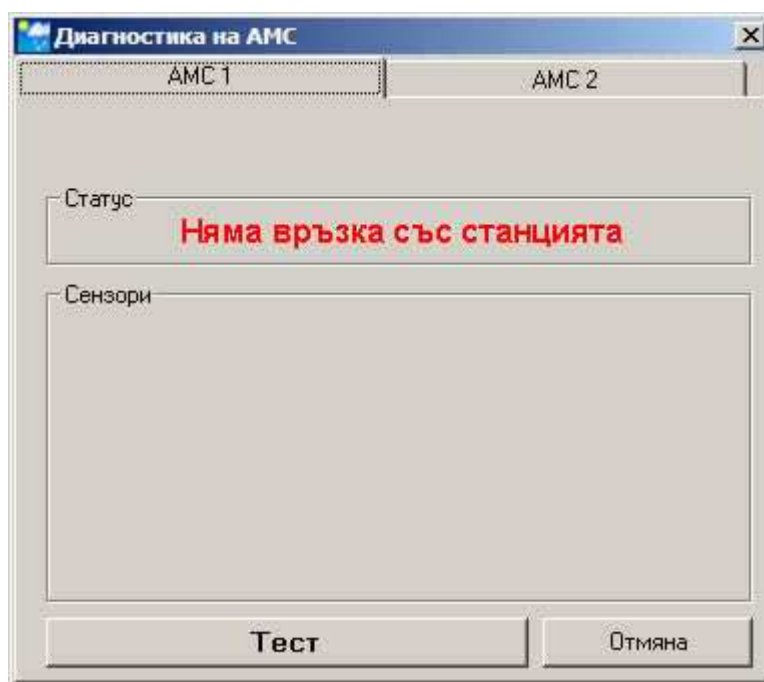 Диагностика на АМС
АМС 1
АМС 2
Статус
Няма връзка със станцията
Сензори
Тест
Отмяна